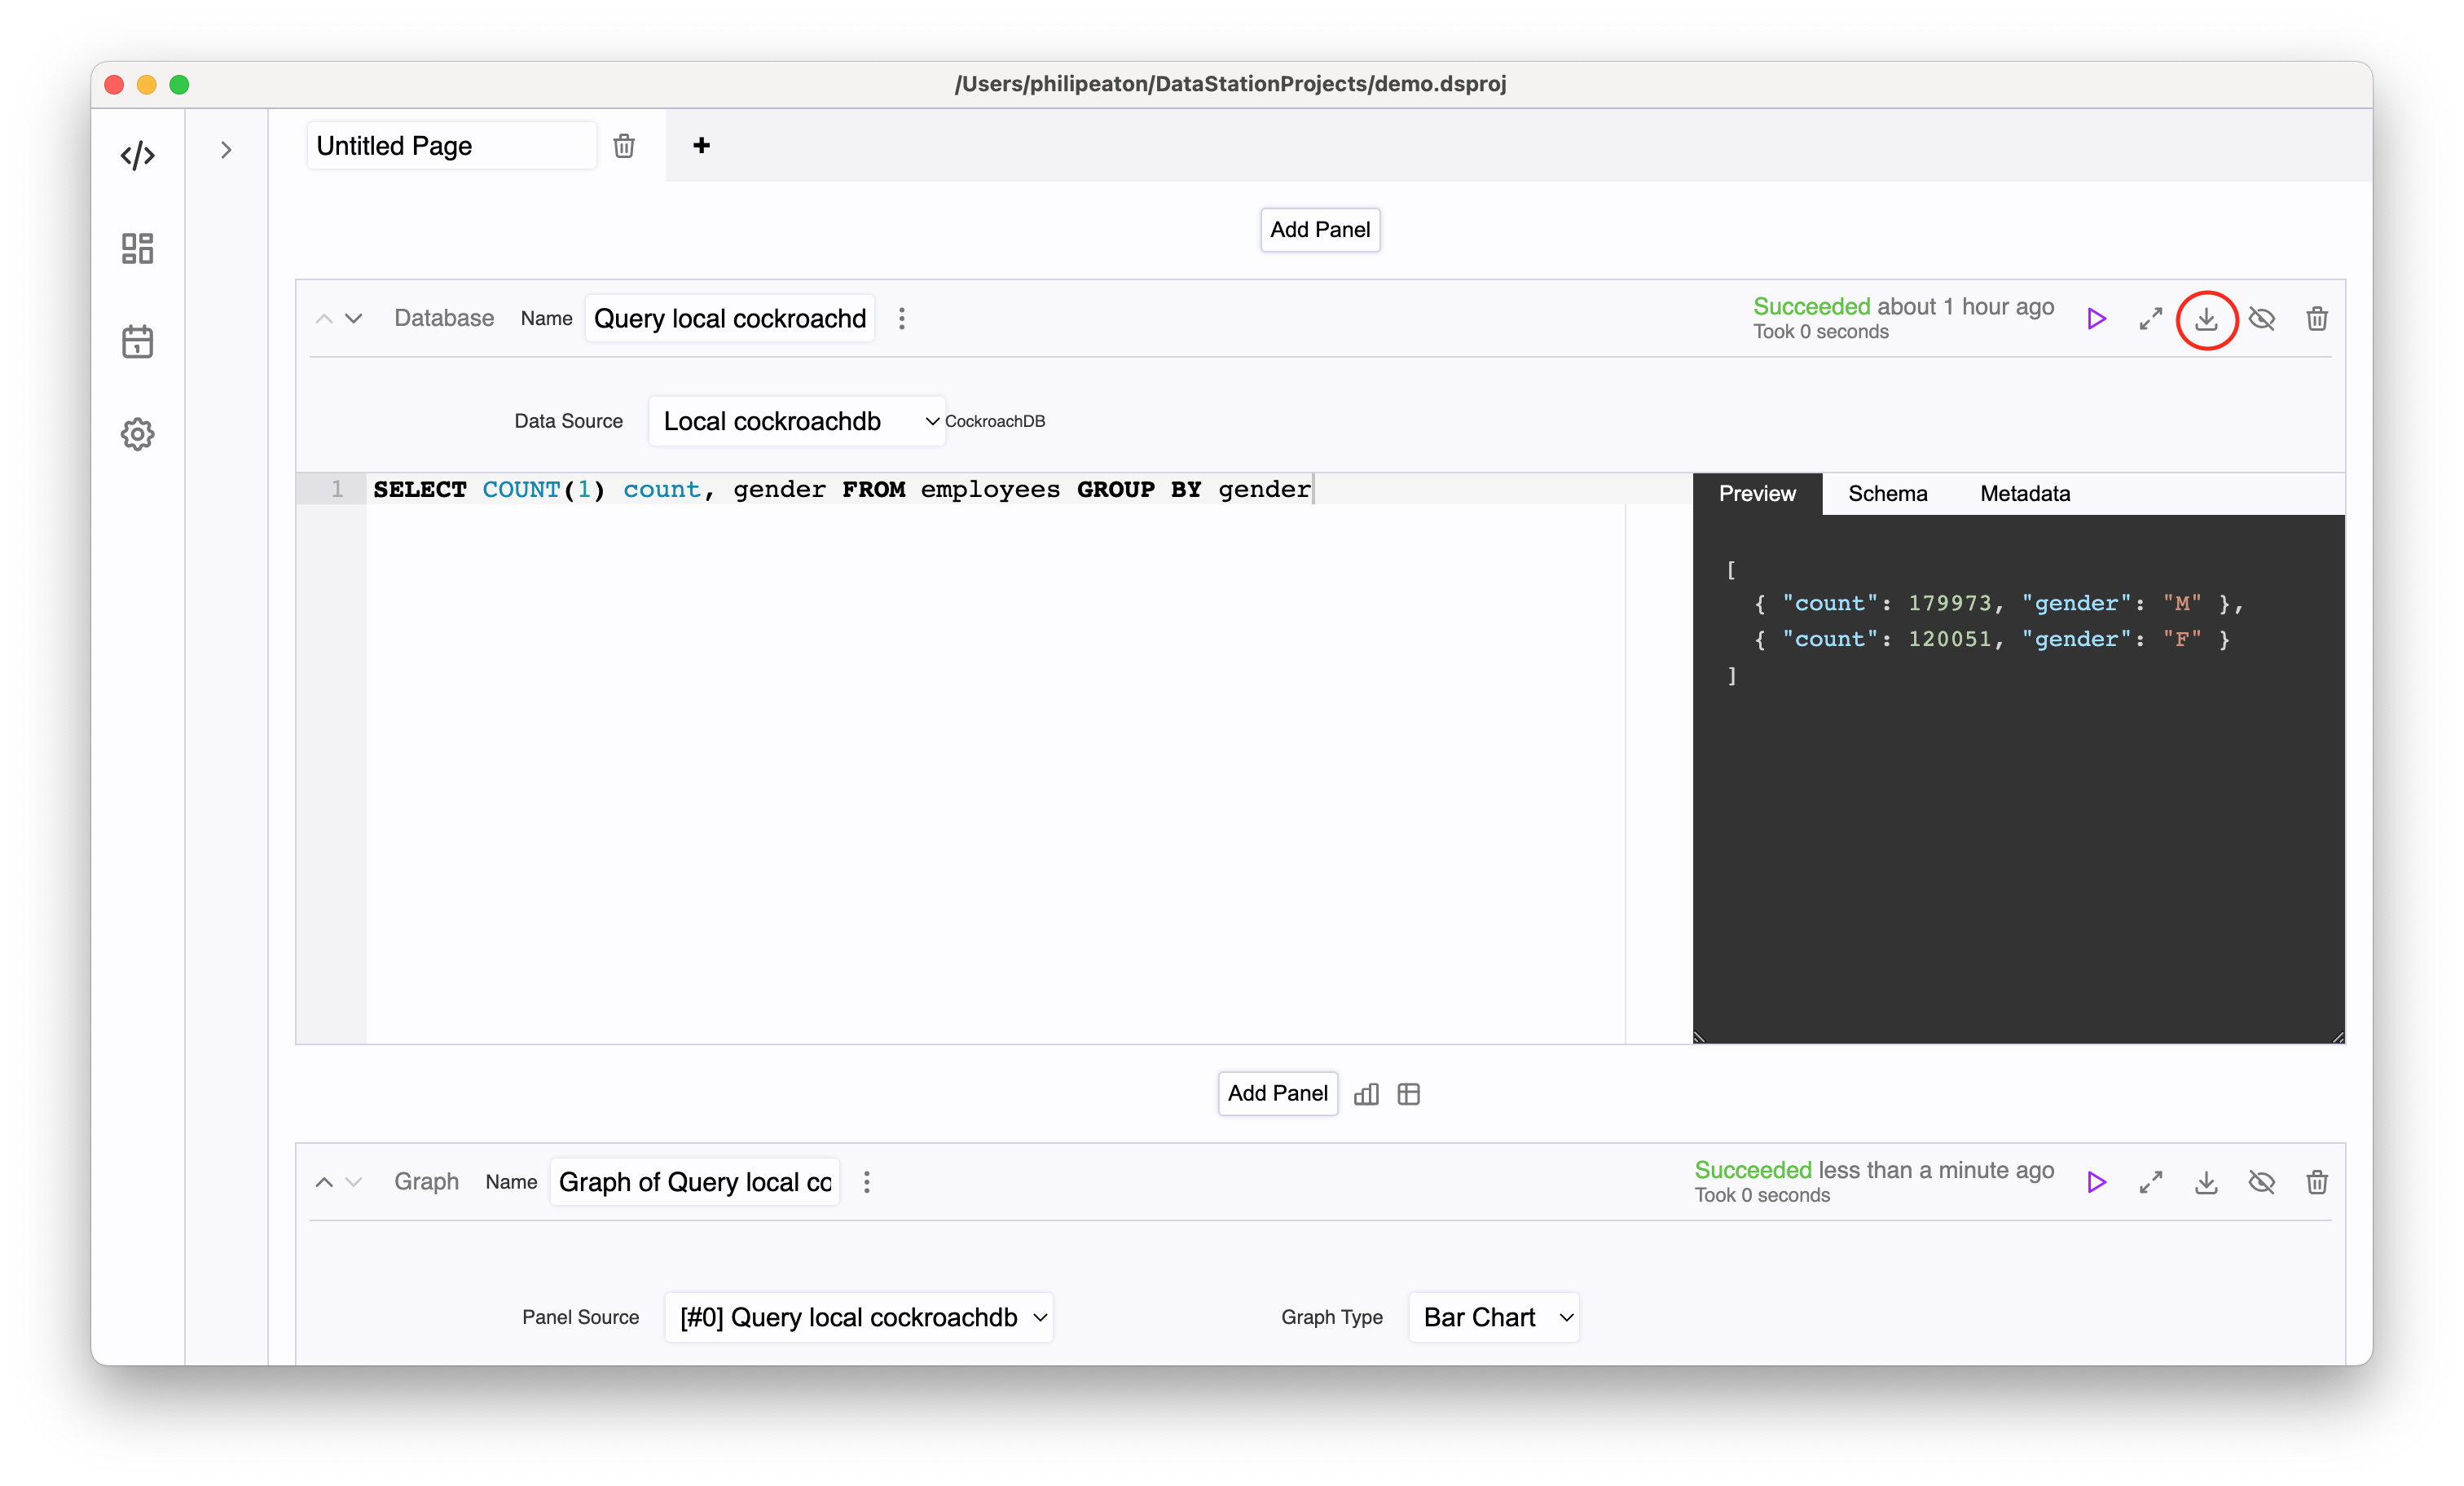 /Users/philipeaton/DataStationProjects/demo.dsproj
Untitled Page
+
Add Panel
Database Name Query local cockroachd
Succeeded about 1 hour ago
Took 0 seconds
Data Source Local cockroachdb CockroachDB
1 SELECT COUNT(1) count, gender FROM employees GROUP BY gender
Preview Schema Metadata
[
{ "count": 179973, "gender": "M" },
{ "count": 120051, "gender": "F" }
]
Add Panel
Graph Name Graph of Query local co
Succeeded less than a minute ago
Took 0 seconds
Panel Source [#0] Query local cockroachdb Graph Type Bar Chart